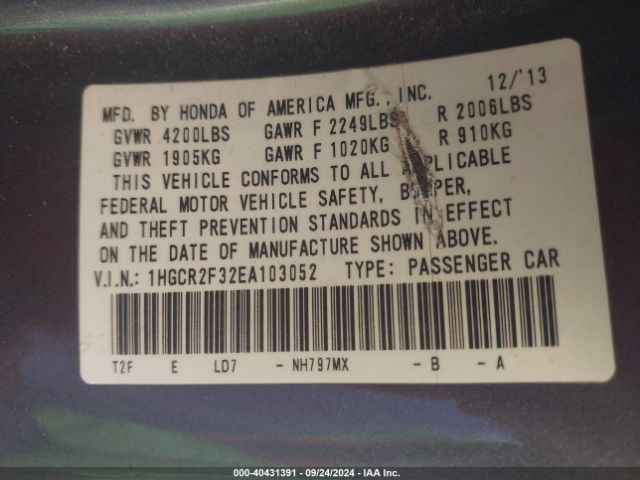 MFD. BY HONDA OF AMERICA MFG., INC. 12/'13
GVWR 4200LBS GAWR F 2249LBS R 2006LBS
GVWR 1905KG GAWR F 1020KG R 910KG
THIS VEHICLE CONFORMS TO ALL APPLICABLE
FEDERAL MOTOR VEHICLE SAFETY, BUMPER,
AND THEFT PREVENTION STANDARDS IN EFFECT
ON THE DATE OF MANUFACTURE SHOWN ABOVE.
V.I.N.: 1HGCR2F32EA103052 TYPE: PASSENGER CAR
T2F E LD7 - NH797MX - B - A
000-40431391 - 09/24/2024 - IAA Inc.